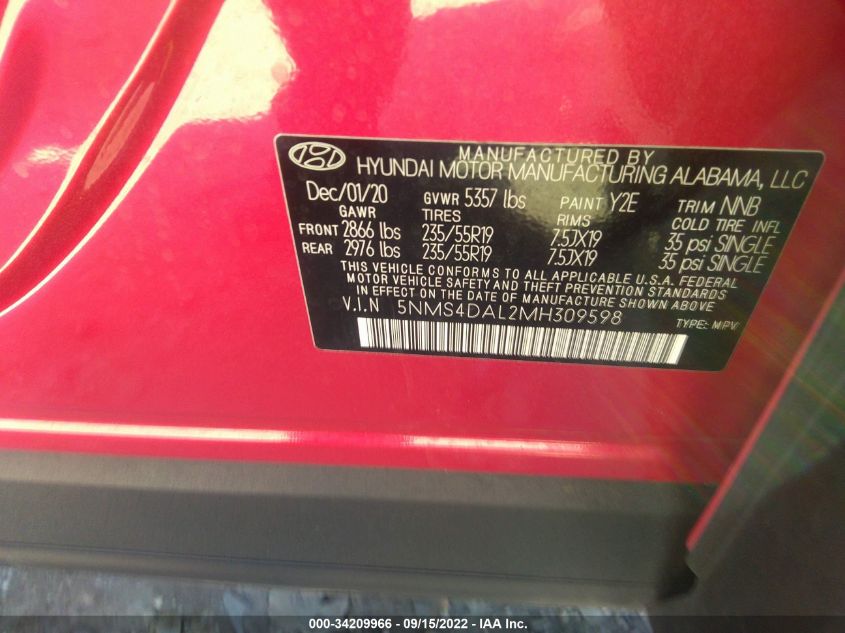 MANUFACTURED BY
HYUNDAI MOTOR MANUFACTURING ALABAMA, LLC
Dec/01/20 GVWR 5357 lbs PAINT Y2E TRIM NNB
GAWR TIRES RIMS COLD TIRE INFL
FRONT 2866 lbs 235/55R19 7.5JX19 35 psi SINGLE
REAR 2976 lbs 235/55R19 7.5JX19 35 psi SINGLE
THIS VEHICLE CONFORMS TO ALL APPLICABLE U.S.A. FEDERAL
MOTOR VEHICLE SAFETY AND THEFT PREVENTION STANDARDS
IN EFFECT ON THE DATE OF MANUFACTURE SHOWN ABOVE
V.I.N 5NMS4DAL2MH309598 TYPE: MPV
000-34209966 - 09/15/2022 - IAA Inc.